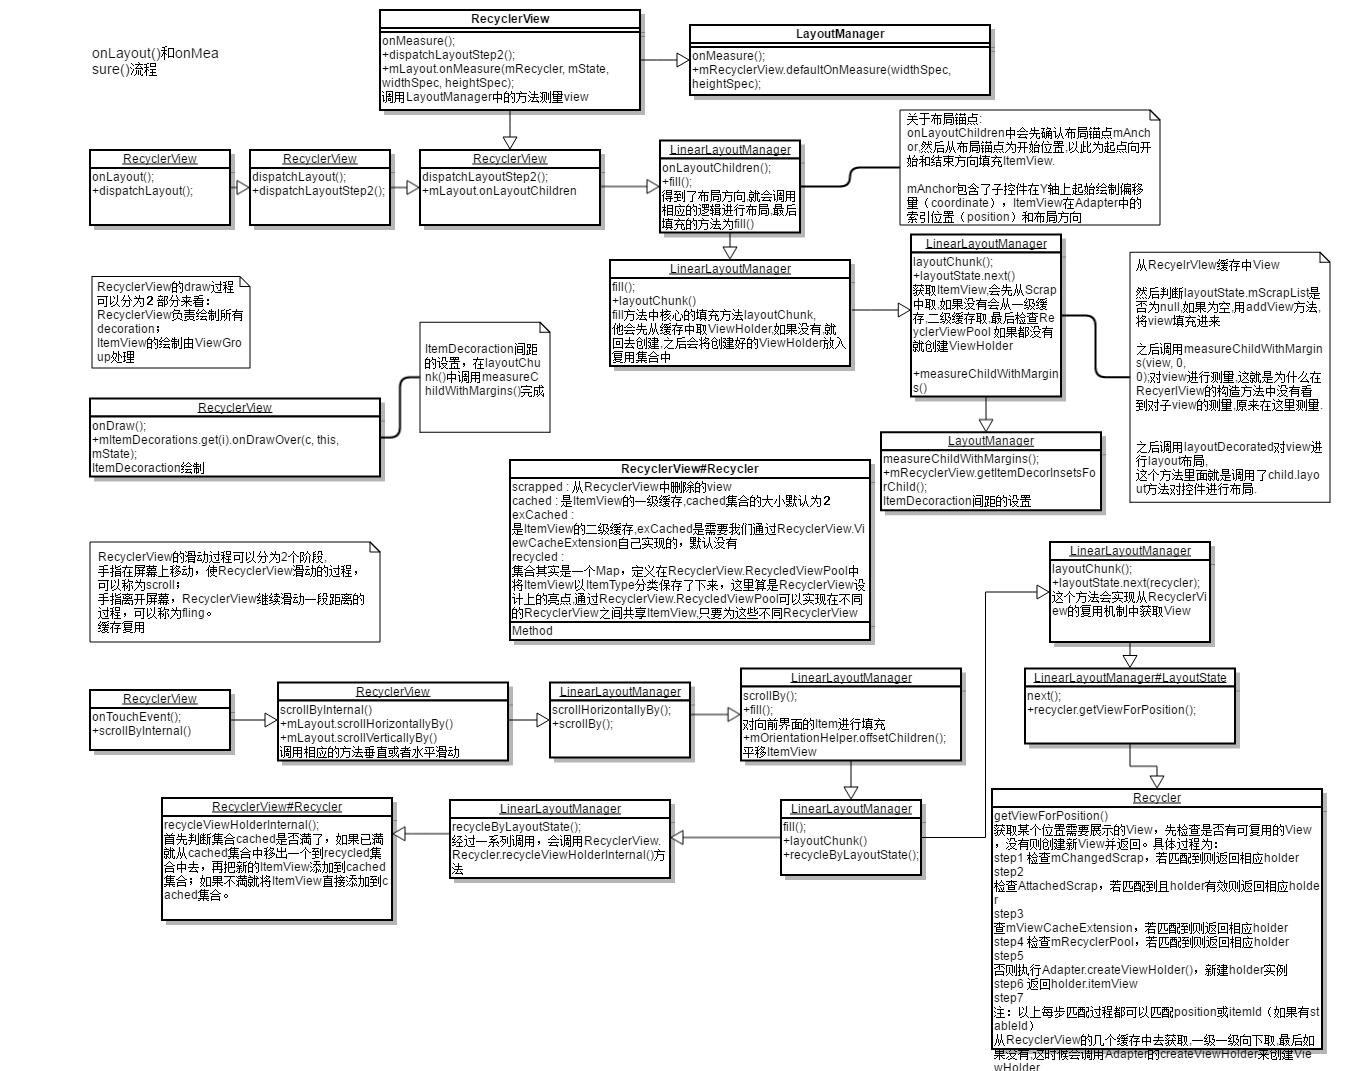 onLayout()和onMea
sure()流程
RecyclerView
onMeasure();
+dispatchLayoutStep2();
+mLayout.onMeasure(mRecycler, mState,
widthSpec, heightSpec);
调用LayoutManager中的方法测量view
LayoutManager
onMeasure();
+mRecyclerView.defaultOnMeasure(widthSpec,
heightSpec);
RecyclerView
onLayout();
+dispatchLayout();
RecyclerView
dispatchLayout();
+dispatchLayoutStep2();
RecyclerView
dispatchLayoutStep2();
+mLayout.onLayoutChildren
LinearLayoutManager
onLayoutChildren();
+fill();
得到了布局方向,就会调用
相应的逻辑进行布局,最后
填充的方法为fill()
关于布局锚点:
onLayoutChildren中会先确认布局锚点mAnch
or,然后从布局锚点为开始位置,以此为起点向开
始和结束方向填充ItemView.
mAnchor包含了子控件在Y轴上起始绘制偏移
量（coordinate），ItemView在Adapter中的
索引位置（position）和布局方向
LinearLayoutManager
fill();
+layoutChunk()
fill方法中核心的填充方法layoutChunk,
他会先从缓存中取ViewHolder,如果没有,就
回去创建,之后会将创建好的ViewHolder放入
复用集合中
LinearLayoutManager
layoutChunk();
+layoutState.next()
获取ItemView,会先从Scrap
中取,如果没有会从一级缓
存,二级缓存取,最后检查Re
yclerViewPool 如果都没有
就创建ViewHolder
+measureChildWithMargin
s()
从RecyelrVIew缓存中View
然后判断layoutState.mScrapList是
否为null,如果为空,用addView方法,
将view填充进来
之后调用measureChildWithMargin
s(view, 0,
0);对view进行测量,这就是为什么在
RecyerlView的构造方法中没有看
到对子view的测量,原来在这里测量.
之后调用layoutDecorated对view进
行layout布局,
这个方法里面就是调用了child.layo
ut方法对控件进行布局.
RecyclerView的draw过程
可以分为２部分来看：
RecyclerView负责绘制所有
decoration；
ItemView的绘制由ViewGro
up处理
ItemDecoraction间距
的设置，在layoutChu
nk()中调用measureC
hildWithMargins()完成
RecyclerView
onDraw();
+mItemDecorations.get(i).onDrawOver(c, this,
mState);
ItemDecoraction绘制
LayoutManager
measureChildWithMargins();
+mRecyclerView.getItemDecorInsetsFo
rChild();
ItemDecoraction间距的设置
RecyclerView#Recycler
scrapped : 从RecyclerView中删除的view
cached : 是ItemView的一级缓存,cached集合的大小默认为２
exCached :
是ItemView的二级缓存,exCached是需要我们通过RecyclerView.Vi
ewCacheExtension自己实现的，默认没有
recycled :
集合其实是一个Map，定义在RecyclerView.RecycledViewPool中
将ItemView以ItemType分类保存了下来，这里算是RecyclerView设
计上的亮点,通过RecyclerView.RecycledViewPool可以实现在不同
的RecyclerView之间共享ItemView,只要为这些不同RecyclerView
Method
RecyclerView的滑动过程可以分为2个阶段,
手指在屏幕上移动，使RecyclerView滑动的过程，
可以称为scroll；
手指离开屏幕，RecyclerView继续滑动一段距离的
过程，可以称为fling。
缓存复用
LinearLayoutManager
layoutChunk();
+layoutState.next(recycler);
这个方法会实现从RecyclerVi
ew的复用机制中获取View
LinearLayoutManager#LayoutState
next();
+recycler.getViewForPosition();
RecyclerView
onTouchEvent();
+scrollByInternal()
RecyclerView
scrollByInternal()
+mLayout.scrollHorizontallyBy()
+mLayout.scrollVerticallyBy()
调用相应的方法垂直或者水平滑动
LinearLayoutManager
scrollHorizontallyBy();
+scrollBy();
LinearLayoutManager
scrollBy();
+fill();
对向前界面的Item进行填充
+mOrientationHelper.offsetChildren();
平移ItemView
RecyclerView#Recycler
recycleViewHolderInternal();
首先判断集合cached是否満了，如果已満
就从cached集合中移出一个到recycled集
合中去，再把新的ItemView添加到cached
集合；如果不満就将ItemView直接添加到c
ached集合。
LinearLayoutManager
recycleByLayoutState();
经过一系列调用，会调用RecyclerView.
Recycler.recycleViewHolderInternal()方
法
LinearLayoutManager
fill();
+layoutChunk()
+recycleByLayoutState();
Recycler
getViewForPosition()
获取某个位置需要展示的View，先检查是否有可复用的View
，没有则创建新View并返回。具体过程为：
step1 检查mChangedScrap，若匹配到则返回相应holder
step2
检查AttachedScrap，若匹配到且holder有效则返回相应holde
r
step3
查mViewCacheExtension，若匹配到则返回相应holder
step4 检查mRecyclerPool，若匹配到则返回相应holder
step5
否则执行Adapter.createViewHolder()，新建holder实例
step6 返回holder.itemView
step7
注：以上每步匹配过程都可以匹配position或itemId（如果有st
ableId）
从RecyclerView的几个缓存中去获取,一级一级向下取,最后如
果没有,这时候会调用Adapter的createViewHolder来创建Vie
wHolder